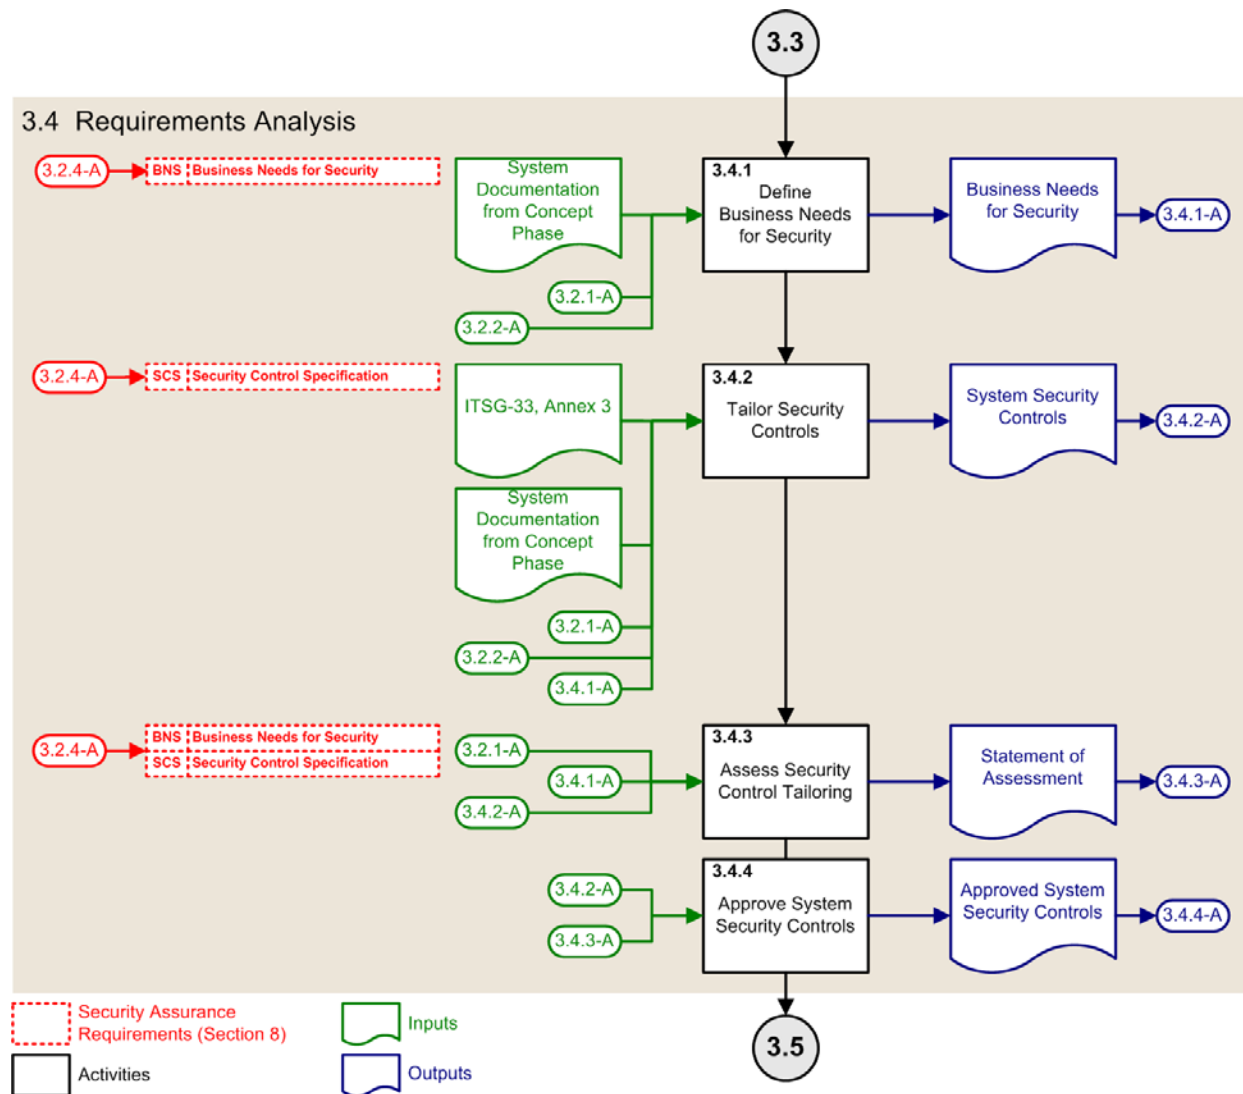 3.3
3.4 Requirements Analysis
3.2.4-A
BNS
Business Needs for Security
System
Documentation
from Concept
Phase
3.2.1-A
3.2.2-A
3.4.1
Define
Business Needs
for Security
Business Needs
for Security
3.4.1-A
3.2.4-A
SCS
Security Control Specification
ITSG-33, Annex 3
System
Documentation
from Concept
Phase
3.2.1-A
3.2.2-A
3.4.1-A
3.4.2
Tailor Security
Controls
System Security
Controls
3.4.2-A
3.2.4-A
BNS
Business Needs for Security
SCS
Security Control Specification
3.2.1-A
3.4.1-A
3.4.2-A
3.4.3
Assess Security
Control Tailoring
Statement of
Assessment
3.4.3-A
3.4.2-A
3.4.3-A
3.4.4
Approve System
Security Controls
Approved System
Security Controls
3.4.4-A
Security Assurance
Requirements (Section 8)
Activities
Inputs
Outputs
3.5